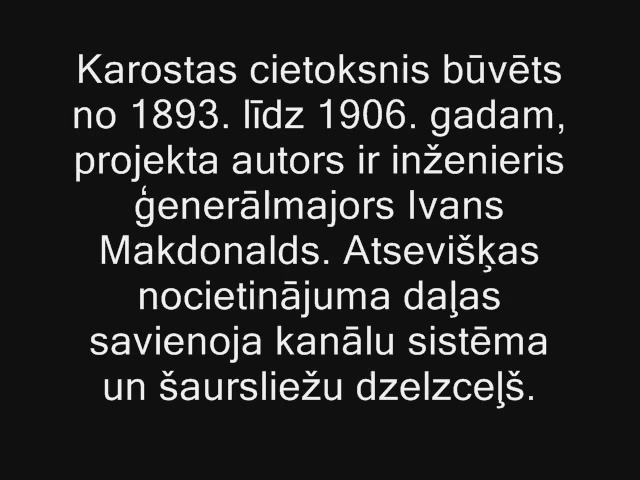 Karostas cietoksnis būvēts
no 1893. līdz 1906. gadam,
projekta autors ir inženieris
ģenerālmajors Ivans
Makdonalds. Atsevišķas
nocietinājuma daļas
savienoja kanālu sistēma
un šaursliežu dzelzceļš.